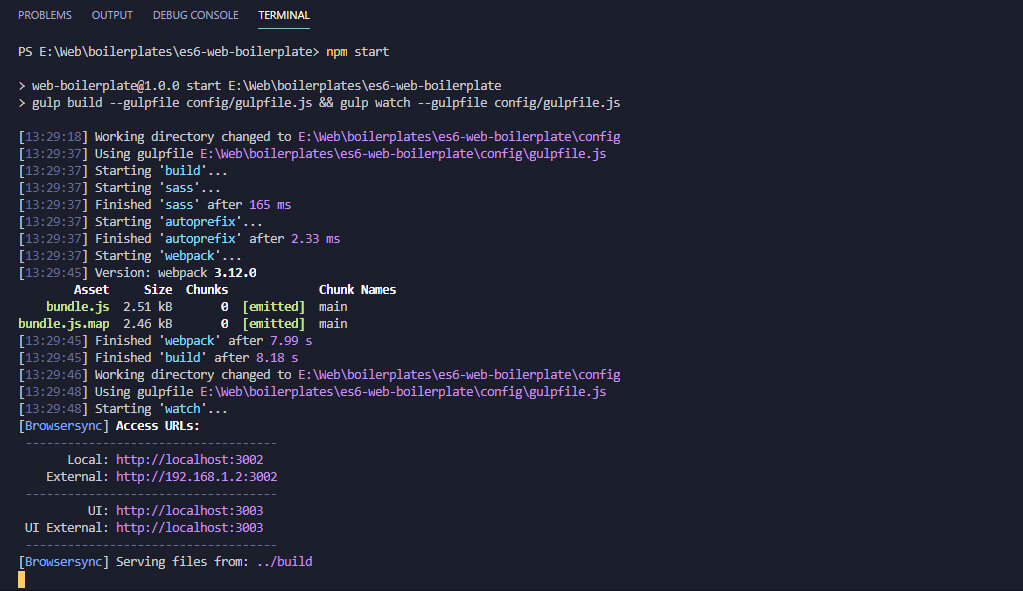 PROBLEMS OUTPUT DEBUG CONSOLE TERMINAL
PS E:\Web\boilerplates\es6-web-boilerplate> npm start
> web-boilerplate@1.0.0 start E:\Web\boilerplates\es6-web-boilerplate
> gulp build --gulpfile config/gulpfile.js && gulp watch --gulpfile config/gulpfile.js
[13:29:18] Working directory changed to E:\Web\boilerplates\es6-web-boilerplate\config
[13:29:37] Using gulpfile E:\Web\boilerplates\es6-web-boilerplate\config\gulpfile.js
[13:29:37] Starting 'build'...
[13:29:37] Starting 'sass'...
[13:29:37] Finished 'sass' after 165 ms
[13:29:37] Starting 'autoprefix'...
[13:29:37] Finished 'autoprefix' after 2.33 ms
[13:29:37] Starting 'webpack'...
[13:29:45] Version: webpack 3.12.0
Asset Size Chunks Chunk Names
bundle.js 2.51 kB 0 [emitted] main
bundle.js.map 2.46 kB 0 [emitted] main
[13:29:45] Finished 'webpack' after 7.99 s
[13:29:45] Finished 'build' after 8.18 s
[13:29:46] Working directory changed to E:\Web\boilerplates\es6-web-boilerplate\config
[13:29:48] Using gulpfile E:\Web\boilerplates\es6-web-boilerplate\config\gulpfile.js
[13:29:48] Starting 'watch'...
[Browsersync] Access URLs:
------------------------------------
Local: http://localhost:3002
External: http://192.168.1.2:3002
------------------------------------
UI: http://localhost:3003
UI External: http://localhost:3003
------------------------------------
[Browsersync] Serving files from: ../build